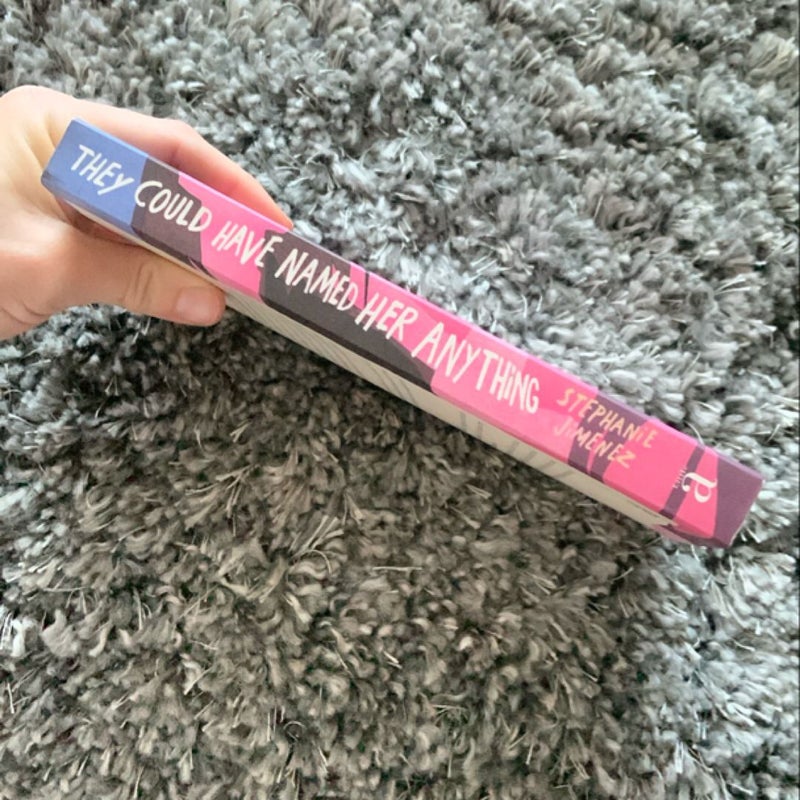 THEY COULD HAVE NAMED HER ANYTHING
STEPHANIE
JIMENEZ